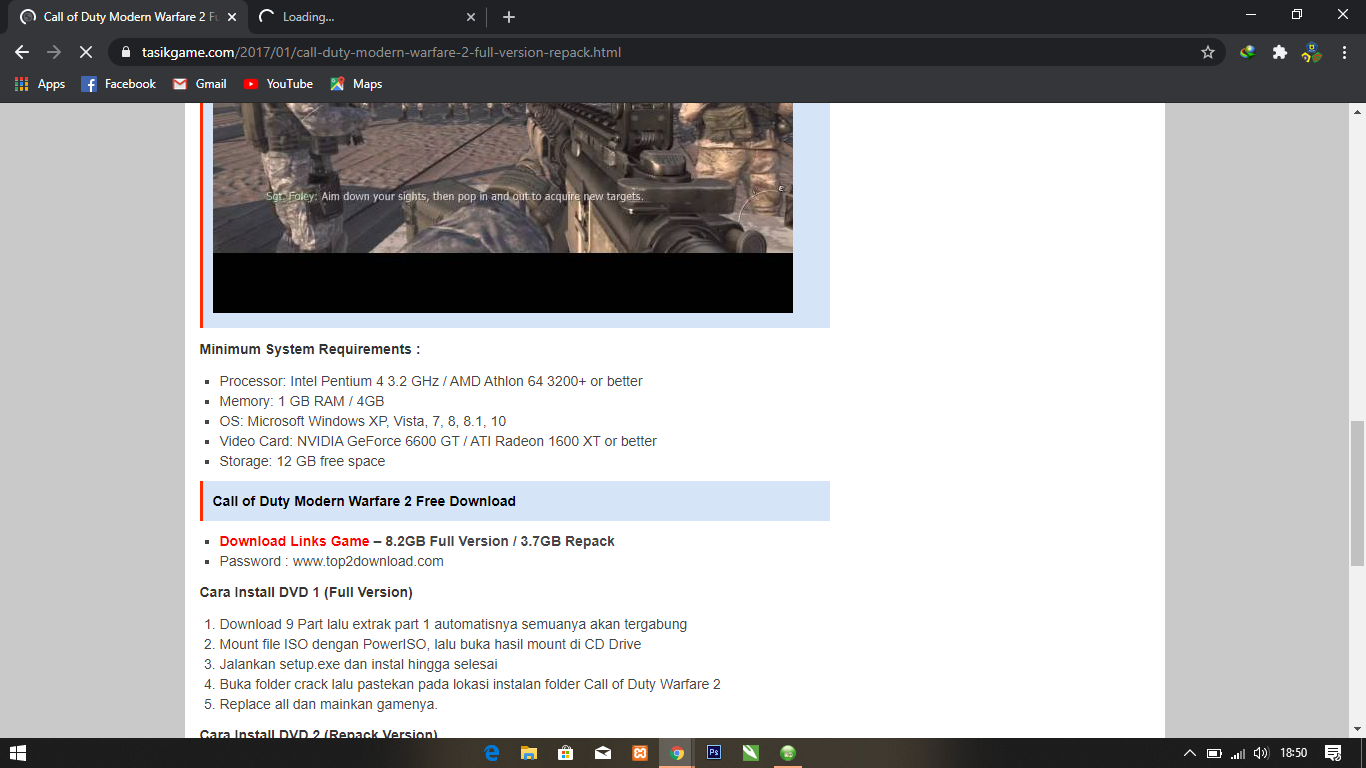 Call of Duty Modern Warfare 2 Fu
Loading...
tasikgame.com/2017/01/call-duty-modern-warfare-2-full-version-repack.html
Apps
Facebook
Gmail
YouTube
Maps
Sgt. Foley: Aim down your sights, then pop in and out to acquire new targets.
E
Minimum System Requirements :
Processor: Intel Pentium 4 3.2 GHz / AMD Athlon 64 3200+ or better
Memory: 1 GB RAM / 4GB
OS: Microsoft Windows XP, Vista, 7, 8, 8.1, 10
Video Card: NVIDIA GeForce 6600 GT / ATI Radeon 1600 XT or better
Storage: 12 GB free space
Call of Duty Modern Warfare 2 Free Download
Download Links Game – 8.2GB Full Version / 3.7GB Repack
Password : www.top2download.com
Cara Install DVD 1 (Full Version)
1. Download 9 Part lalu extrak part 1 automatisnya semuanya akan tergabung
2. Mount file ISO dengan PowerISO, lalu buka hasil mount di CD Drive
3. Jalankan setup.exe dan instal hingga selesai
4. Buka folder crack lalu pastekan pada lokasi instalan folder Call of Duty Warfare 2
5. Replace all dan mainkan gamenya.
Cara Install DVD 2 (Repack Version)
Ps
18:50